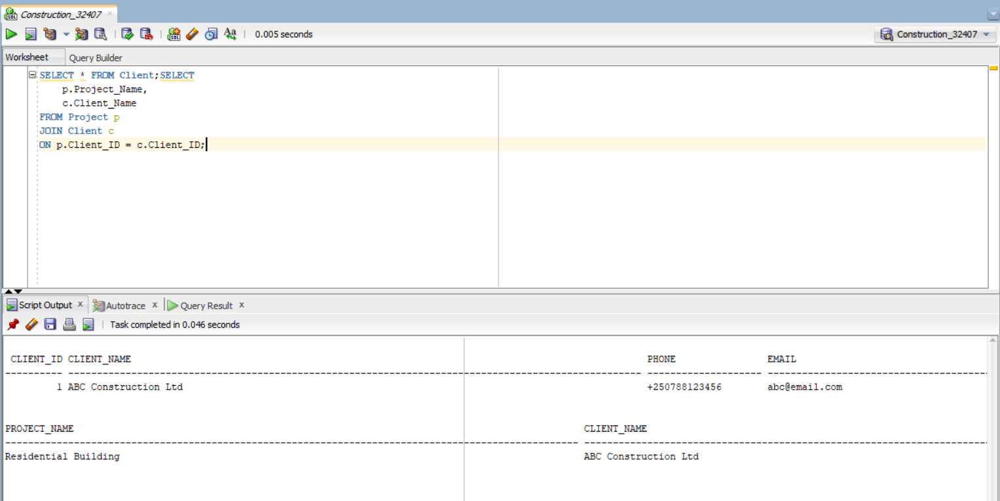 Construction_32407
0.005 seconds
Construction_32407
Worksheet
Query Builder
SELECT * FROM Client;SELECT
p.Project_Name,
c.Client_Name
FROM Project p
JOIN Client c
ON p.Client_ID = c.Client_ID;
Script Output x
Autotrace x
Query Result x
Task completed in 0.046 seconds
CLIENT_ID CLIENT_NAME PHONE EMAIL
1 ABC Construction Ltd +250788123456 abc@email.com
PROJECT_NAME CLIENT_NAME
Residential Building ABC Construction Ltd